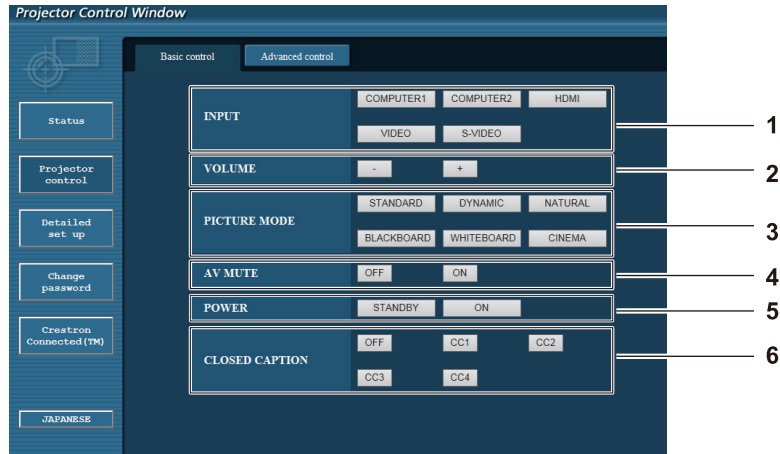 Projector Control Window
Basic control
Advanced control
Status
Projector
control
Detailed
set up
Change
password
Crestron
Connected(TM)
JAPANESE
INPUT
COMPUTER1 COMPUTER2 HDMI
VIDEO S-VIDEO
1
VOLUME - +
2
PICTURE MODE
STANDARD DYNAMIC NATURAL
BLACKBOARD WHITEBOARD CINEMA
3
AV MUTE OFF ON
4
POWER STANDBY ON
5
CLOSED CAPTION
OFF CC1 CC2
CC3 CC4
6